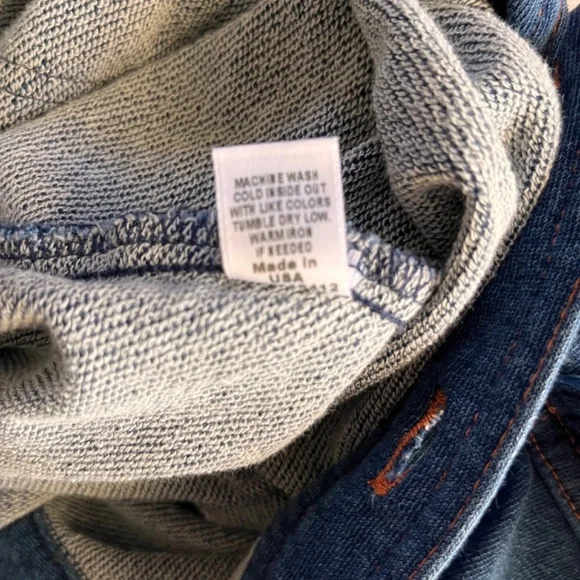 MACHINE WASH
COLD INSIDE OUT
WITH LIKE COLORS
TUMBLE DRY LOW.
WARM IRON
IF NEEDED
Made in
USA